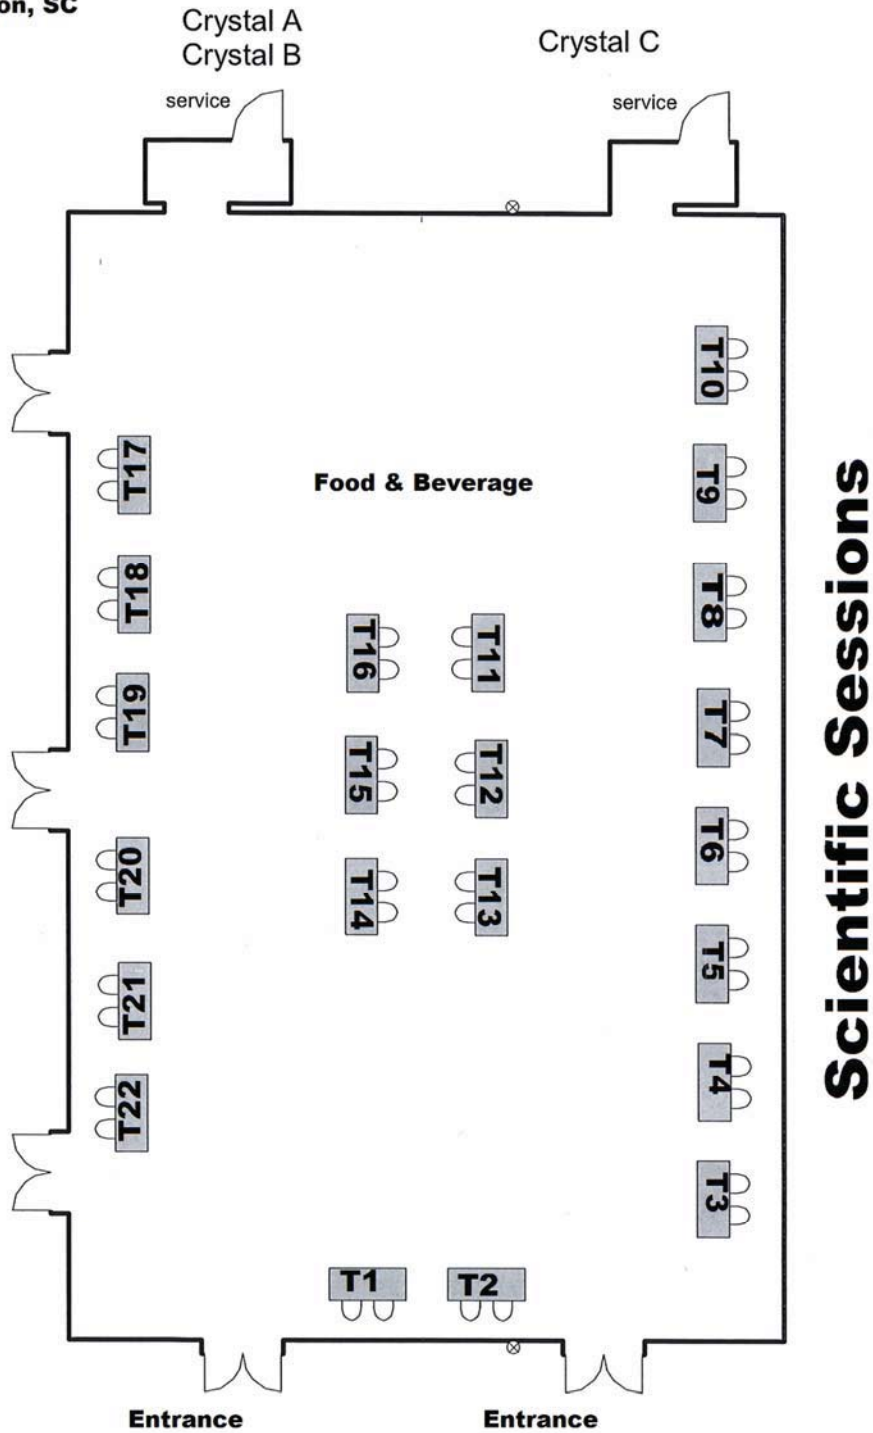 on, SC
Crystal A
Crystal B
Crystal C
service
service
T10
T17
Food & Beverage
T9
T18
T8
T16
T11
T19
T7
T15
T12
T6
T20
T14
T13
T5
T21
T4
T22
T3
T1
T2
Entrance
Entrance
Scientific Sessions